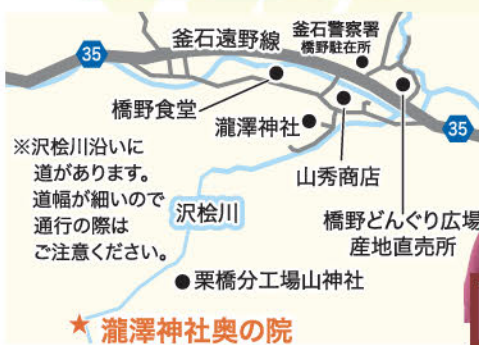 釜石警察署
橋野駐在所
釜石遠野線
35
橋野食堂
瀧澤神社
35
※沢桧川沿いに
道があります。
道幅が細いので
通行の際は
ご注意ください。
山秀商店
沢桧川
橋野どんぐり広場
産地直売所
栗橋分工場山神社
瀧澤神社奥の院